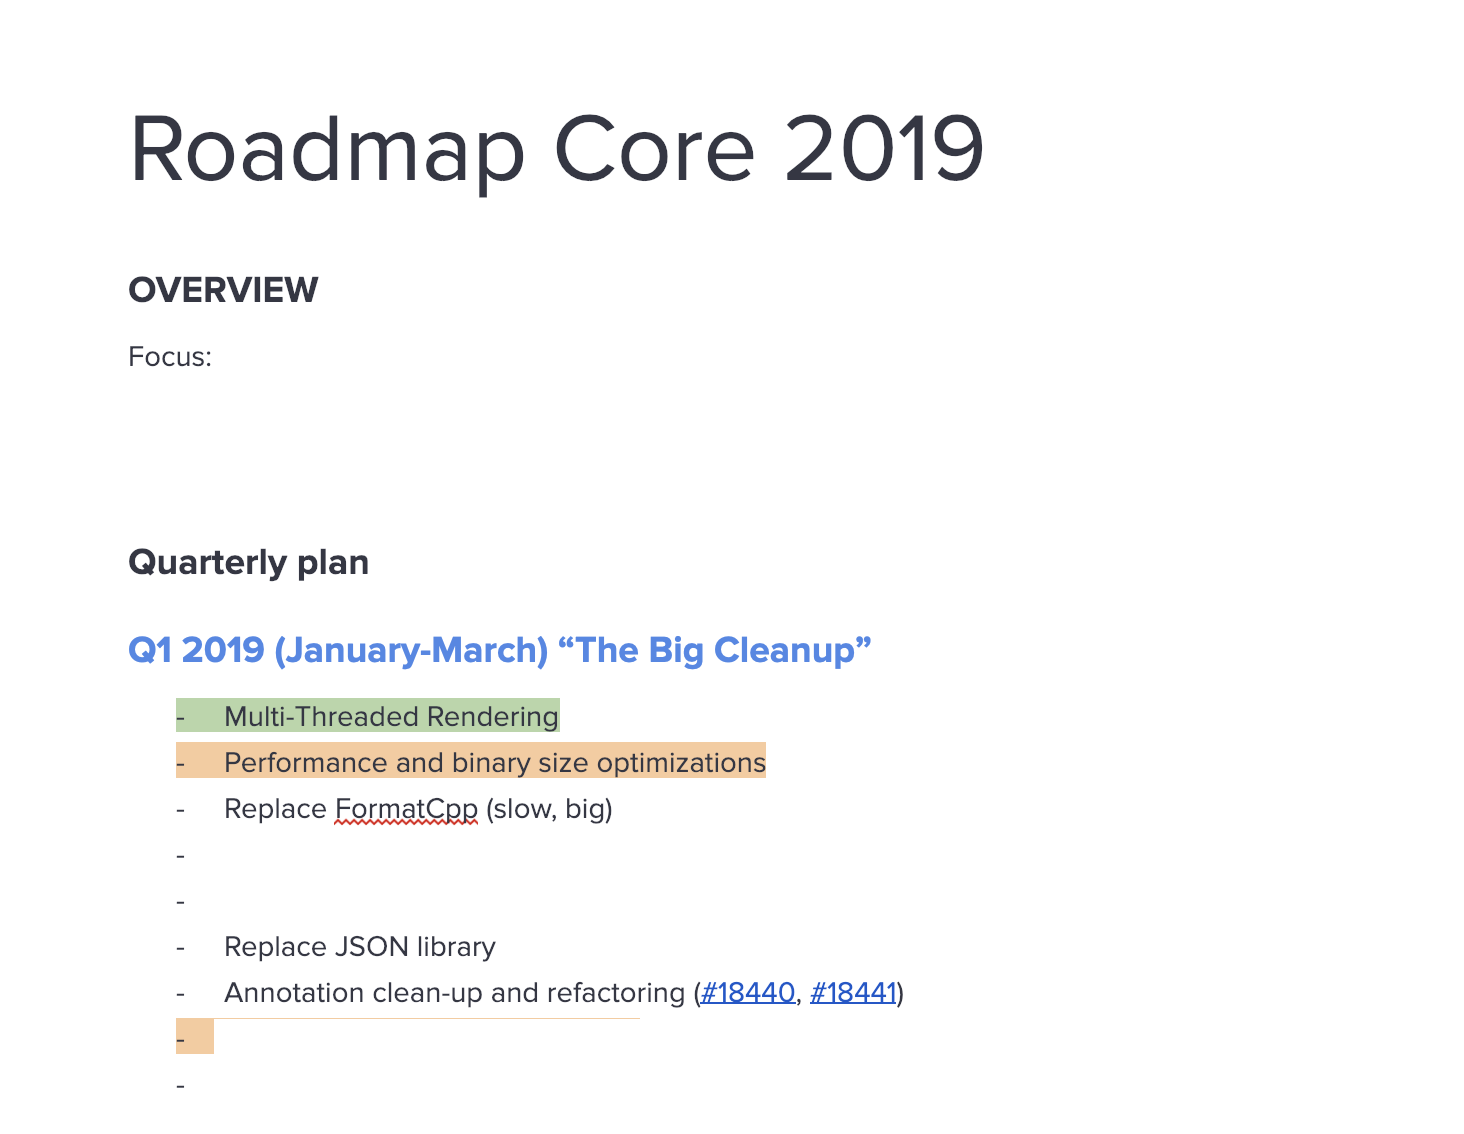 Roadmap Core 2019
OVERVIEW
Focus:
Quarterly plan
Q1 2019 (January-March) “The Big Cleanup”
- Multi-Threaded Rendering
- Performance and binary size optimizations
- Replace FormatCpp (slow, big)
-
-
- Replace JSON library
- Annotation clean-up and refactoring (#18440, #18441)
-
-